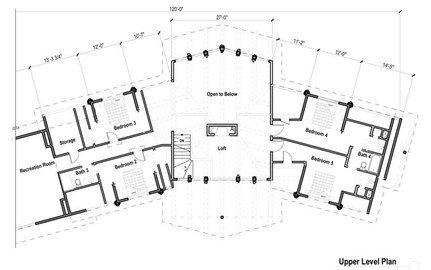 120'-0"
27'-0"
13'-3 3/4"
12'-0"
10'-7"
11'-2"
12'-0"
14'-5"
Open to Below
Storage
Bedroom 3
Bedroom 4
Recreation Room
Bath 3
Bedroom 2
Loft
Bath 4
Bedroom 5
Upper Level Plan